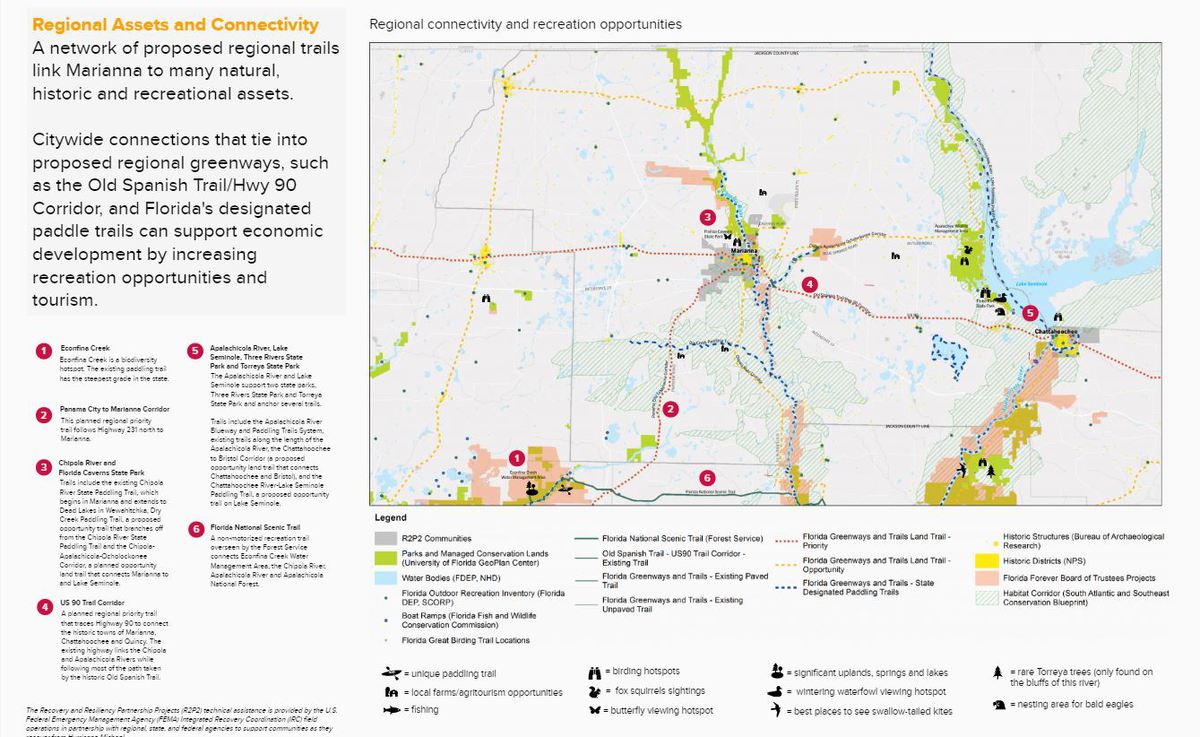 Regional Assets and Connectivity
A network of proposed regional trails
link Marianna to many natural,
historic and recreational assets.
Citywide connections that tie into
proposed regional greenways, such
as the Old Spanish Trail/Hwy 90
Corridor, and Florida's designated
paddle trails can support economic
development by increasing
recreation opportunities and
tourism.
1
Econfina Creek
Econfina Creek is a biodiversity
hotspot. The existing paddling trail
has the steepest grade in the state.
2
Panama City to Marianna Corridor
This planned regional priority
trail follows Highway 231 north to
Marianna.
3
Chipola River and
Florida Caverns State Park
Trails include the existing Chipola
River State Paddling Trail, which
begins in Marianna and extends to
Dead Lakes in Wewahitchka, Dry
Creek Paddling Trail, a proposed
opportunity trail that branches off
from the Chipola River State
Paddling Trail and the Chipola-
Apalachicola-Ocholockonee
Corridor, a planned opportunity
land trail that connects Marianna to
and Lake Seminole.
4
US 90 Trail Corridor
A planned regional priority trail
that traces Highway 90 to connect
the historic towns of Marianna,
Chattahoochee and Quincy. The
existing highway links the Chipola
and Apalachicola Rivers while
following most of the path taken
by the historic Old Spanish Trail.
5
Apalachicola River, Lake
Seminole, Three Rivers State
Park and Torreya State Park
The Apalachicola River and Lake
Seminole support two state parks,
Three Rivers State Park and Torreya
State Park and anchor several trails.
Trails include the Apalachicola River
Blueway and Paddling Trails System,
existing trails along the length of the
Apalachicola River, the Chattahoochee
to Bristol Corridor (a proposed
opportunity land trail that connects
Chattahoochee and Bristol), and the
Chattahoochee River-Lake Seminole
Paddling Trail, a proposed opportunity
trail on Lake Seminole.
6
Florida National Scenic Trail
A non-motorized recreation trail
overseen by the Forest Service
connects Econfina Creek Water
Management Area, the Chipola River,
Apalachicola River and Apalachicola
National Forest.
The Recovery and Resiliency Partnership Projects (R2P2) technical assistance is provided by the U.S.
Federal Emergency Management Agency (FEMA) Integrated Recovery Coordination (IRC) field
operations in partnership with regional, state, and federal agencies to support communities as they
Regional connectivity and recreation opportunities
JACKSON COUNTY LINE
3
Marianna
4
Lake Seminole
5
Chattahoochee
2
JACKSON COUNTY LINE
1
6
Florida National Scenic Trail
Legend
R2P2 Communities
Parks and Managed Conservation Lands
(University of Florida GeoPlan Center)
Water Bodies (FDEP, NHD)
Florida Outdoor Recreation Inventory (Florida
DEP, SCORP)
Boat Ramps (Florida Fish and Wildlife
Conservation Commission)
Florida Great Birding Trail Locations
Florida National Scenic Trail (Forest Service)
Old Spanish Trail - US90 Trail Corridor -
Existing Trail
Florida Greenways and Trails - Existing Paved
Trail
Florida Greenways and Trails - Existing
Unpaved Trail
Florida Greenways and Trails Land Trail -
Priority
Florida Greenways and Trails Land Trail -
Opportunity
Florida Greenways and Trails - State
Designated Paddling Trails
Historic Structures (Bureau of Archaeological
Research)
Historic Districts (NPS)
Florida Forever Board of Trustees Projects
Habitat Corridor (South Atlantic and Southeast
Conservation Blueprint)
= unique paddling trail
= local farms/agritourism opportunities
= fishing
= birding hotspots
= fox squirrels sightings
= butterfly viewing hotspot
= significant uplands, springs and lakes
= wintering waterfowl viewing hotspot
= best places to see swallow-tailed kites
= rare Torreya trees (only found on
the bluffs of this river)
= nesting area for bald eagles